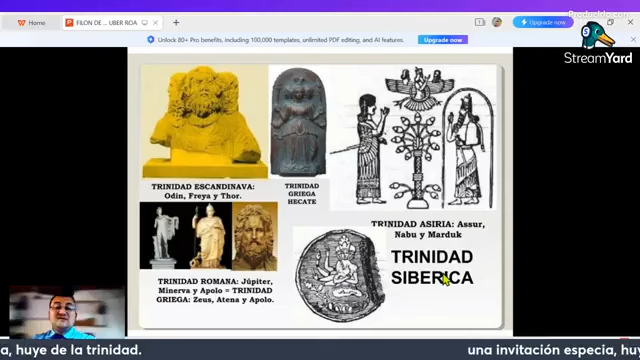 Home
FILON DE ... UBER ROA
Upgrade now
Producido con
StreamYard
Unlock 80+ Pro benefits, including 100,000 templates, unlimited PDF editing, and AI features.
Upgrade now
TRINIDAD ESCANDINAVA:
Odin, Freya y Thor.
TRINIDAD
GRIEGA
HECATE
TRINIDAD ASIRIA: Assur,
Nabu y Marduk
TRINIDAD
SIBERICA
TRINIDAD ROMANA: Júpiter,
Minerva y Apolo = TRINIDAD
GRIEGA: Zeus, Atena y Apolo.
a, huye de la trinidad.
una invitación especia, huy